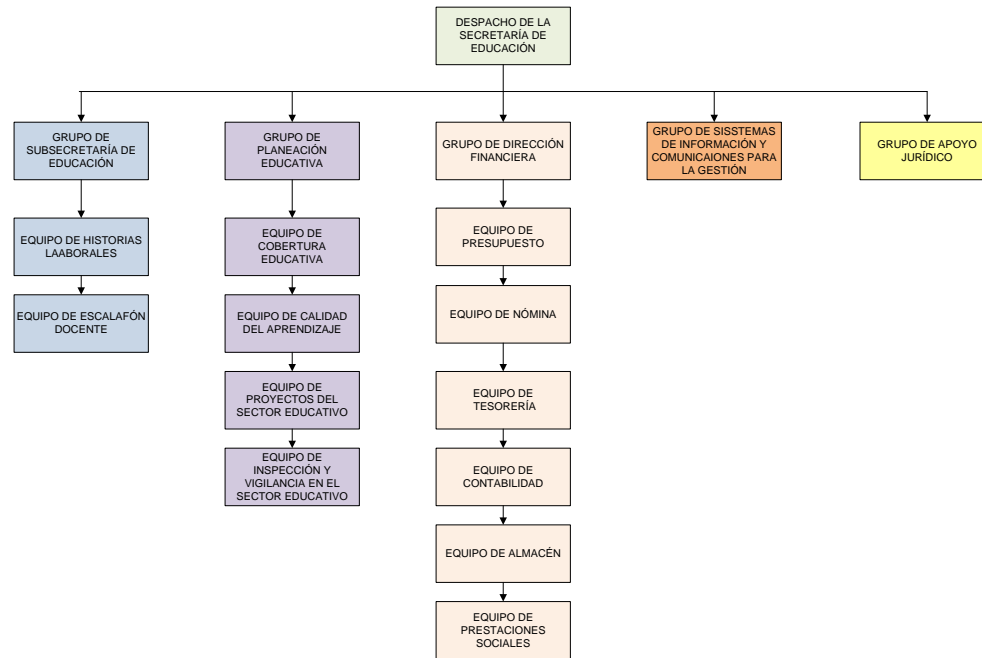 DESPACHO DE LA
SECRETARÍA DE
EDUCACIÓN
GRUPO DE
SUBSECRETARÍA DE
EDUCACIÓN
GRUPO DE
PLANEACIÓN
EDUCATIVA
GRUPO DE DIRECCIÓN
FINANCIERA
GRUPO DE SISSTEMAS
DE INFORMACIÓN Y
COMUNICAIONES PARA
LA GESTIÓN
GRUPO DE APOYO
JURÍDICO
EQUIPO DE HISTORIAS
LAABORALES
EQUIPO DE
COBERTURA
EDUCATIVA
EQUIPO DE
PRESUPUESTO
EQUIPO DE ESCALAFÓN
DOCENTE
EQUIPO DE CALIDAD
DEL APRENDIZAJE
EQUIPO DE NÓMINA
EQUIPO DE
PROYECTOS DEL
SECTOR EDUCATIVO
EQUIPO DE
TESORERÍA
EQUIPO DE
INSPECCIÓN Y
VIGILANCIA EN EL
SECTOR EDUCATIVO
EQUIPO DE
CONTABILIDAD
EQUIPO DE ALMACÉN
EQUIPO DE
PRESTACIONES
SOCIALES